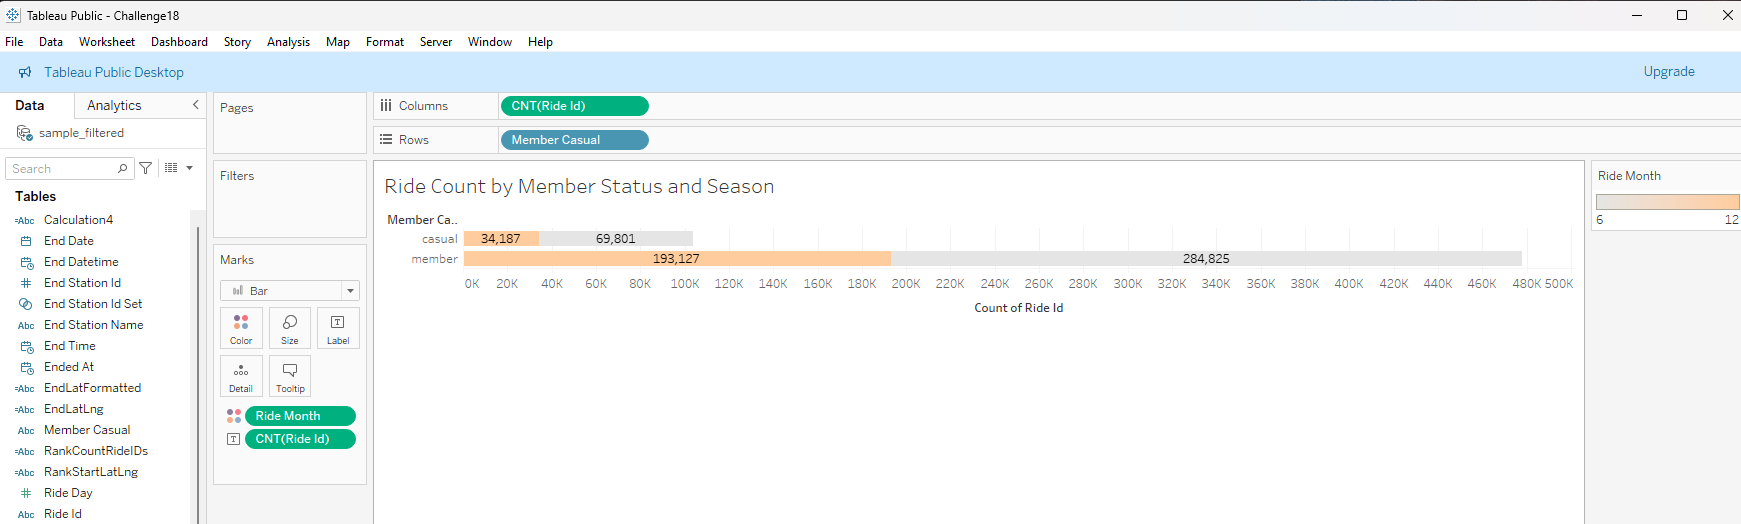 Tableau Public - Challenge18
File Data Worksheet Dashboard Story Analysis Map Format Server Window Help
Tableau Public Desktop
Upgrade
Data Analytics
sample_filtered
Search
Tables
=Abc Calculation4
End Date
End Datetime
End Station Id
End Station Id Set
Abc End Station Name
End Time
Ended At
=Abc EndLatFormatted
=Abc EndLatLng
Abc Member Casual
=Abc RankCountRideIDs
=Abc RankStartLatLng
# Ride Day
Abc Ride Id
Pages
Filters
Marks
Bar
Color Size Label
Detail Tooltip
Ride Month
CNT(Ride Id)
Columns CNT(Ride Id)
Rows Member Casual
Ride Count by Member Status and Season
Member Ca..
casual 34,187 69,801
member 193,127 284,825
0K 20K 40K 60K 80K 100K 120K 140K 160K 180K 200K 220K 240K 260K 280K 300K 320K 340K 360K 380K 400K 420K 440K 460K 480K 500K
Count of Ride Id
Ride Month
6 12